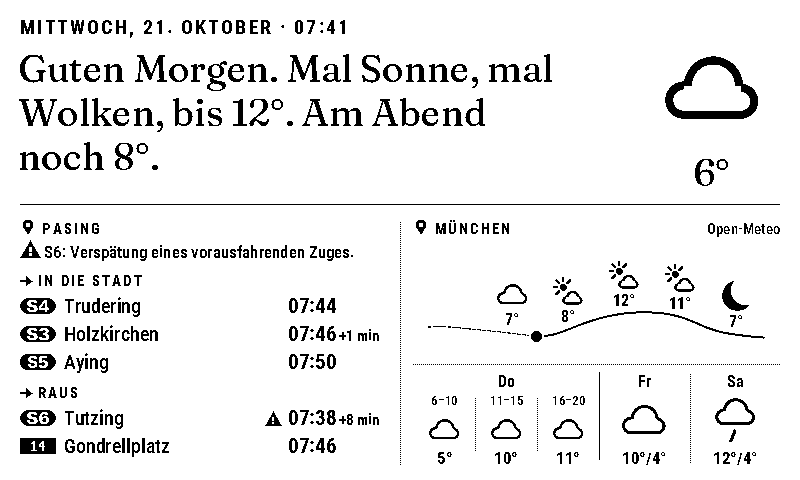 MITTWOCH, 21. OKTOBER · 07:41
Guten Morgen. Mal Sonne, mal
Wolken, bis 12°. Am Abend
noch 8°.
6°
PASING
S6: Verspätung eines vorausfahrenden Zuges.
→ IN DIE STADT
S4 Trudering 07:44
S3 Holzkirchen 07:46 +1 min
S5 Aying 07:50
→ RAUS
S6 Tutzing 07:38 +8 min
14 Gondrellplatz 07:46
MÜNCHEN Open-Meteo
7° 8° 12° 11° 7°
Do Fr Sa
6–10 11–15 16–20
5° 10° 11° 10°/4° 12°/4°